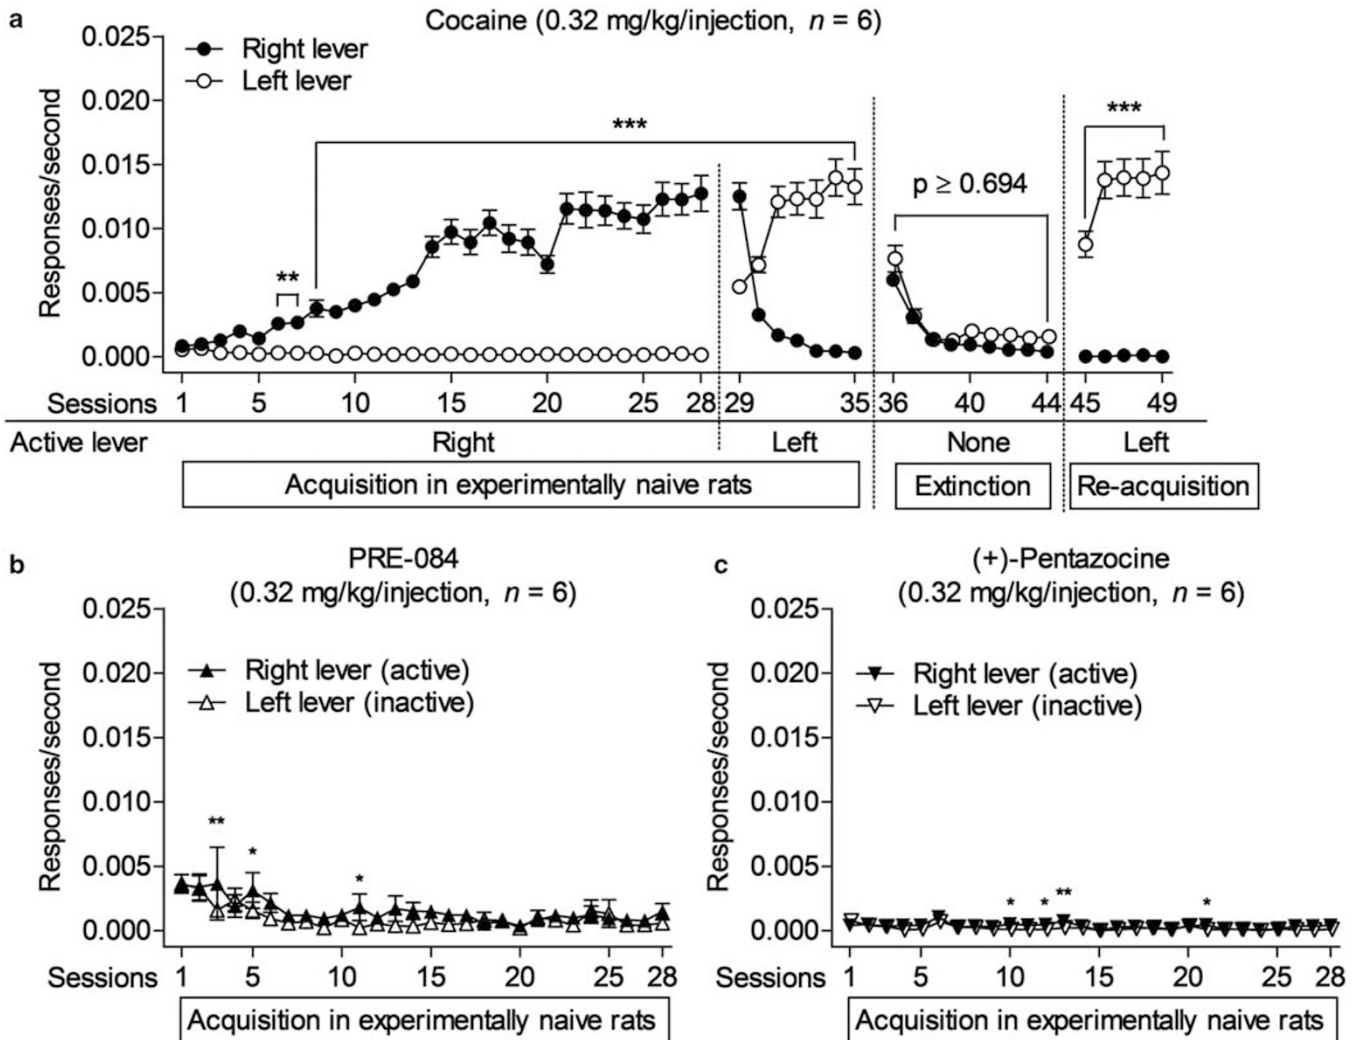 a
Cocaine (0.32 mg/kg/injection, n = 6)
Responses/second
0.025
0.020
0.015
0.010
0.005
0.000
Right lever
Left lever
**
***
p ≥ 0.694
***
Sessions 1 5 10 15 20 25 28 29 35 36 40 44 45 49
Active lever Right Left None Left
Acquisition in experimentally naive rats Extinction Re-acquisition
b
PRE-084
(0.32 mg/kg/injection, n = 6)
Responses/second
0.025
0.020
0.015
0.010
0.005
0.000
Right lever (active)
Left lever (inactive)
**
*
*
Sessions 1 5 10 15 20 25 28
Acquisition in experimentally naive rats
c
(+)-Pentazocine
(0.32 mg/kg/injection, n = 6)
Responses/second
0.025
0.020
0.015
0.010
0.005
0.000
Right lever (active)
Left lever (inactive)
* * ** *
Sessions 1 5 10 15 20 25 28
Acquisition in experimentally naive rats